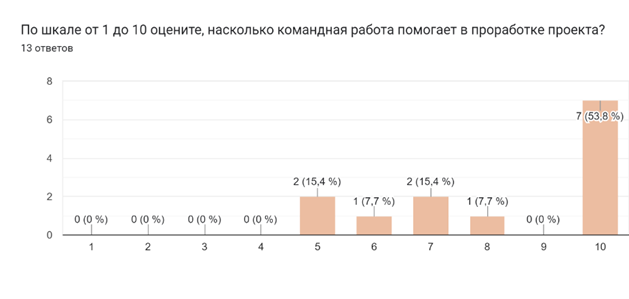 По шкале от 1 до 10 оцените, насколько командная работа помогает в проработке проекта?
13 ответов
8
7 (53,8 %)
6
4
2 (15,4 %) 2 (15,4 %)
2
1 (7,7 %) 1 (7,7 %)
0 (0 %) 0 (0 %) 0 (0 %) 0 (0 %) 0 (0 %)
0
1 2 3 4 5 6 7 8 9 10